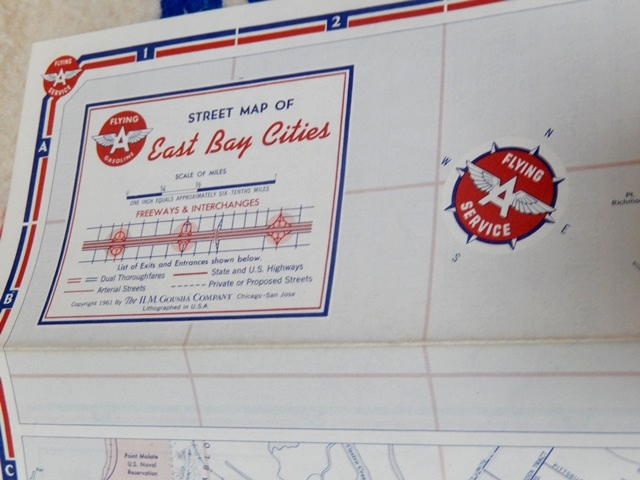 1
2
FLYING
A
SERVICE
A
B
C
FLYING
A
GASOLINE
STREET MAP OF
East Bay Cities
SCALE OF MILES
ONE INCH EQUALS APPROXIMATELY SIX-TENTHS MILES
FREEWAYS & INTERCHANGES
List of Exits and Entrances shown below.
Dual Thoroughfares
State and U.S. Highways
Arterial Streets
Private or Proposed Streets
Copyright 1961 By The H.M. GOUSHA COMPANY Chicago-San Jose
Lithographed in U.S.A.
N
W
E
S
FLYING
A
SERVICE
Pt.
Point Molate
U.S. Naval
Reservation